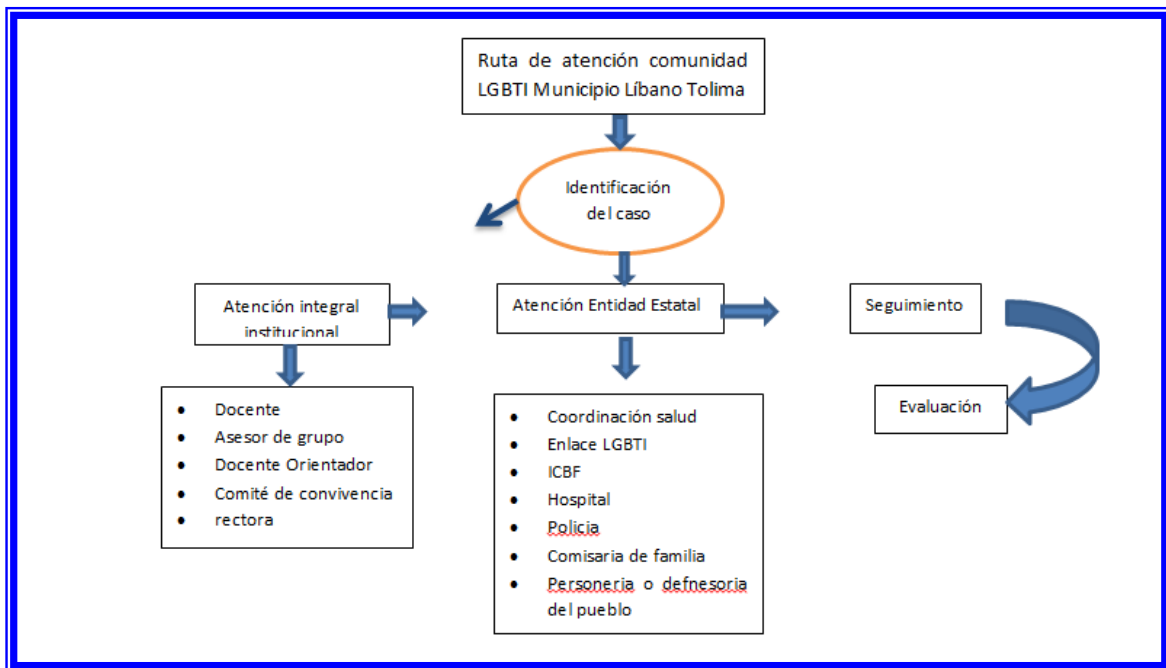 Ruta de atención comunidad
LGBTI Municipio Líbano Tolima
Identificación
del caso
Atención integral
institucional
Atención Entidad Estatal
Seguimiento
Evaluación
• Docente
• Asesor de grupo
• Docente Orientador
• Comité de convivencia
• rectora
• Coordinación salud
• Enlace LGBTI
• ICBF
• Hospital
• Policia
• Comisaria de familia
• Personeria o defnesoria
del pueblo